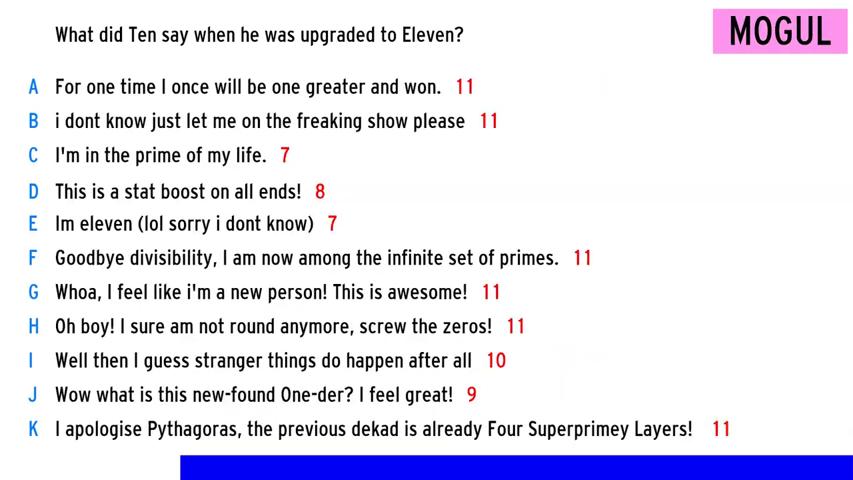 What did Ten say when he was upgraded to Eleven?
MOGUL
A For one time I once will be one greater and won. 11
B i dont know just let me on the freaking show please 11
C I'm in the prime of my life. 7
D This is a stat boost on all ends! 8
E Im eleven (lol sorry i dont know) 7
F Goodbye divisibility, I am now among the infinite set of primes. 11
G Whoa, I feel like i'm a new person! This is awesome! 11
H Oh boy! I sure am not round anymore, screw the zeros! 11
I Well then I guess stranger things do happen after all 10
J Wow what is this new-found One-der? I feel great! 9
K I apologise Pythagoras, the previous dekad is already Four Superprimey Layers! 11